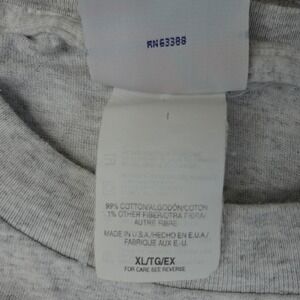 RN63388
99% COTTON/ALGODÓN/COTON
1% OTHER FIBER/OTRA FIBRA/
AUTRE FIBRE
MADE IN U.S.A./HECHO EN E.U.A./
FABRIQUE AUX E.-U.
XL/TG/EX
FOR CARE SEE REVERSE